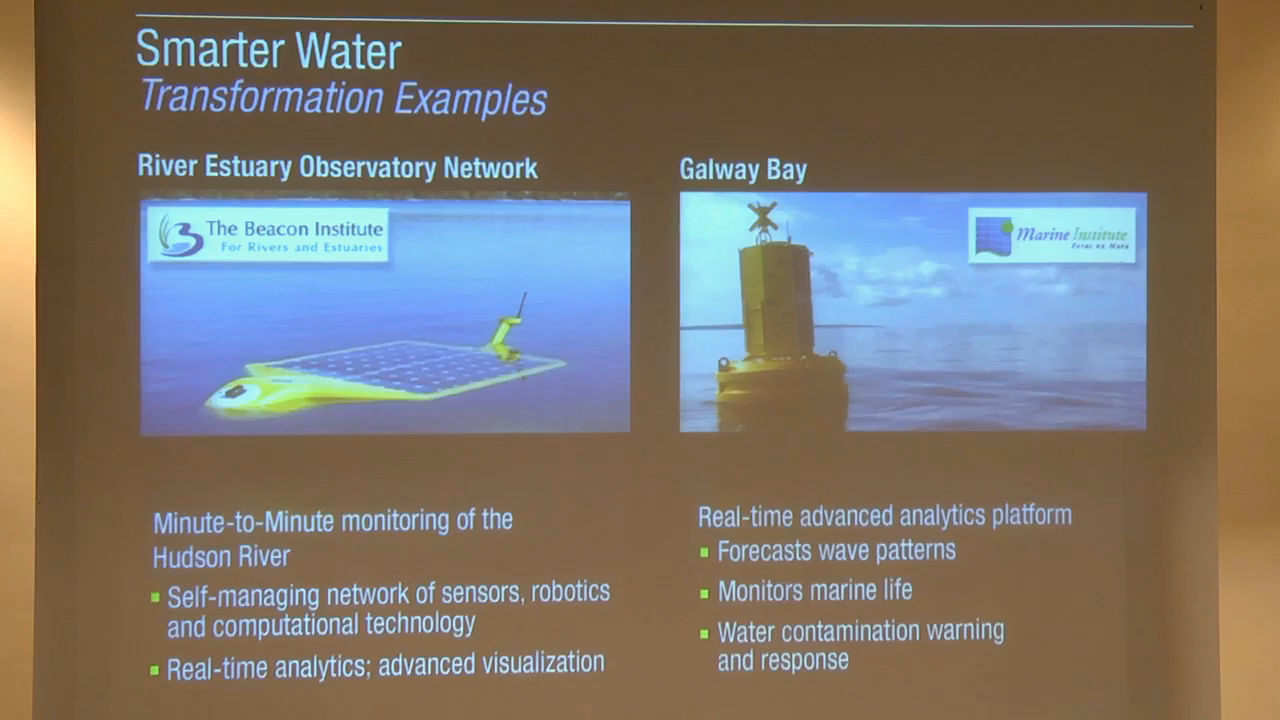 Smarter Water
Transformation Examples
River Estuary Observatory Network
The Beacon Institute
For Rivers and Estuaries
Minute-to-Minute monitoring of the
Hudson River
Self-managing network of sensors, robotics
and computational technology
Real-time analytics; advanced visualization
Galway Bay
Marine Institute
Real-time advanced analytics platform
Forecasts wave patterns
Monitors marine life
Water contamination warning
and response